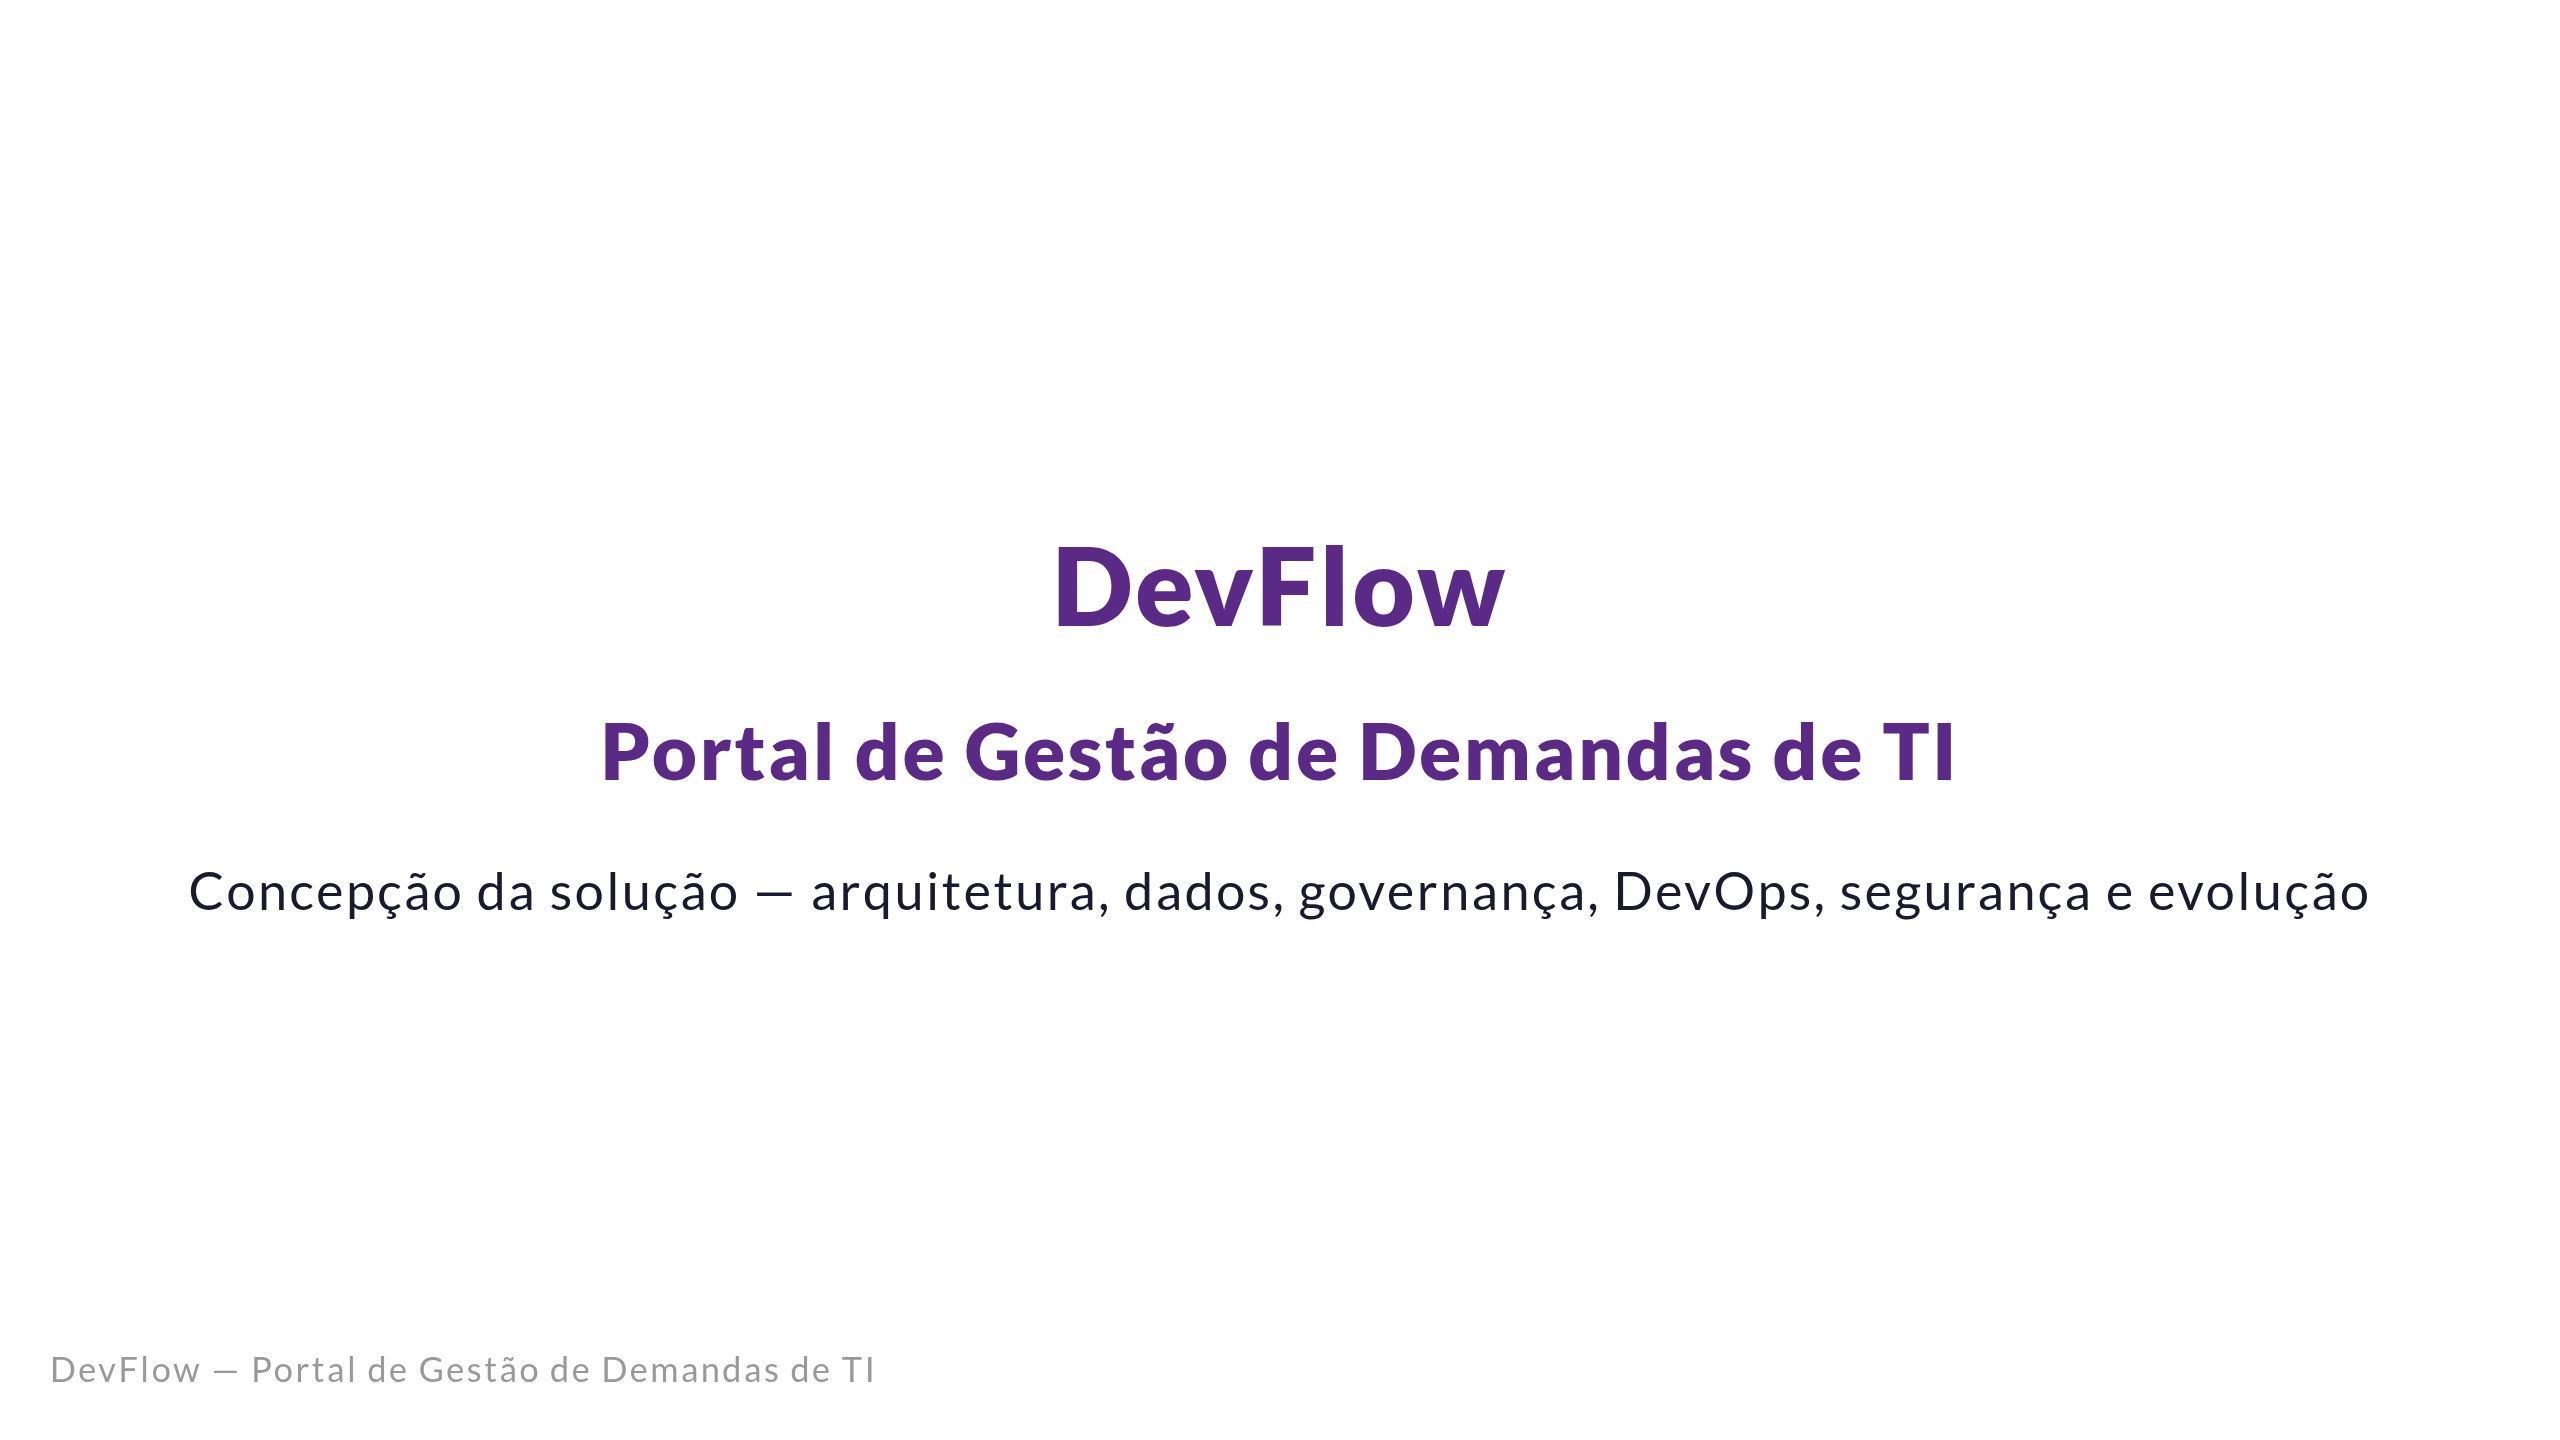 DevFlow
Portal de Gestão de Demandas de TI
Concepção da solução — arquitetura, dados, governança, DevOps, segurança e evolução
DevFlow — Portal de Gestão de Demandas de TI